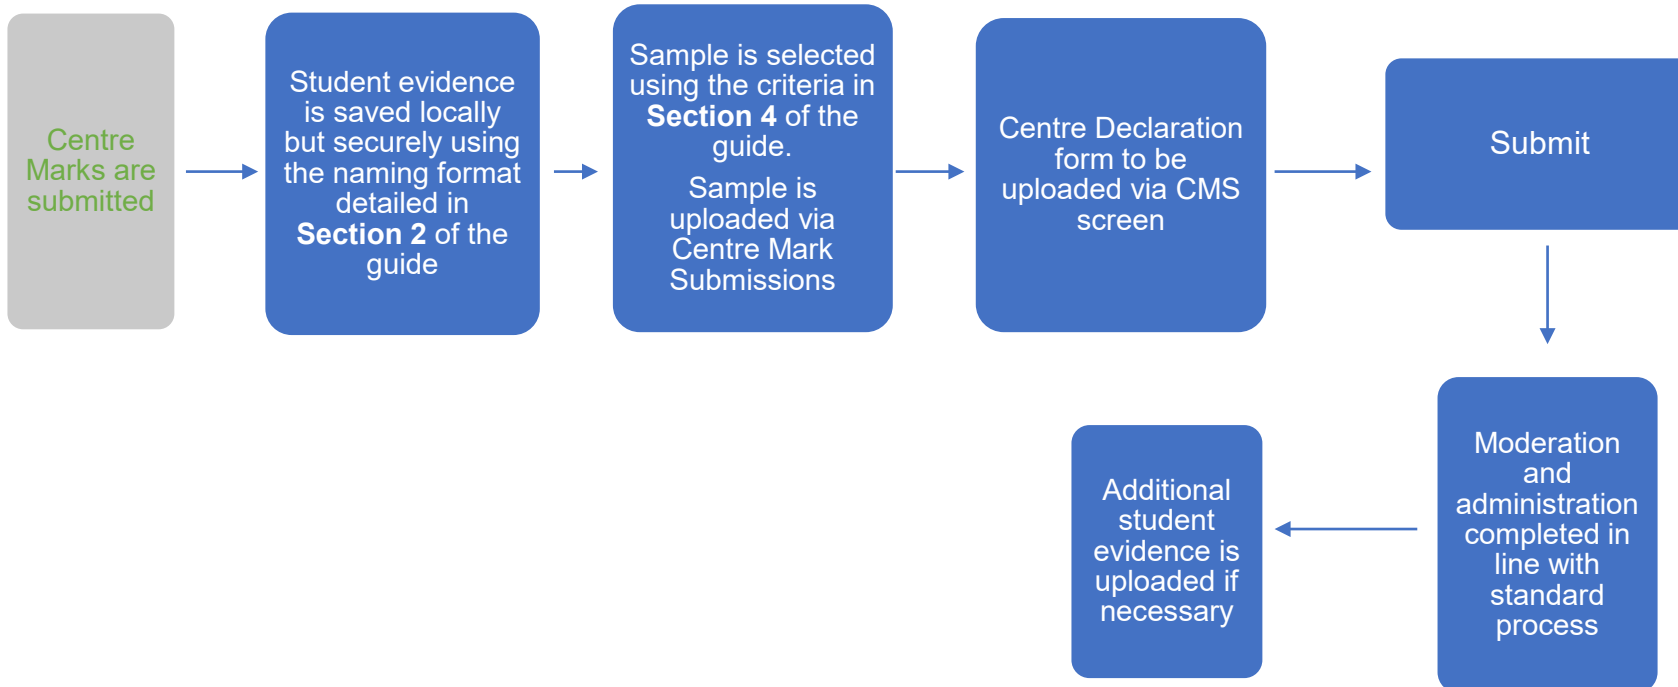 Centre
Marks are
submitted
Student evidence
is saved locally
but securely using
the naming format
detailed in
Section 2 of the
guide
Sample is selected
using the criteria in
Section 4 of the
guide.
Sample is
uploaded via
Centre Mark
Submissions
Centre Declaration
form to be
uploaded via CMS
screen
Submit
Moderation
and
administration
completed in
line with
standard
process
Additional
student
evidence is
uploaded if
necessary